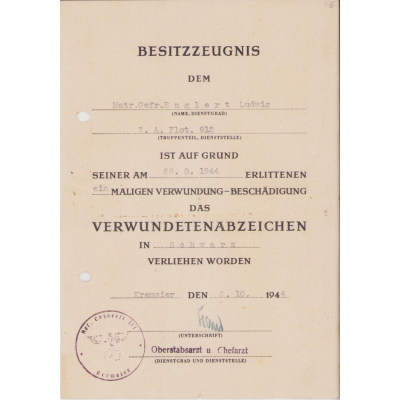 BESITZZEUGNIS
DEM
Matr.Gefr.Englert Ludwig
(NAME, DIENSTGRAD)
2. A. Flot. 912
(TRUPPENTEIL, DIENSTSTELLE)
IST AUF GRUND
SEINER AM 28. 8. 1944 ERLITTENEN
ein MALIGEN VERWUNDUNG – BESCHÄDIGUNG
DAS
VERWUNDETENABZEICHEN
IN Schwarz
VERLIEHEN WORDEN
Kremsier DEN 2. 10. 1944
(UNTERSCHRIFT)
Oberstabsarzt u Chefarzt
(DIENSTGRAD UND DIENSTSTELLE)
Kremsier